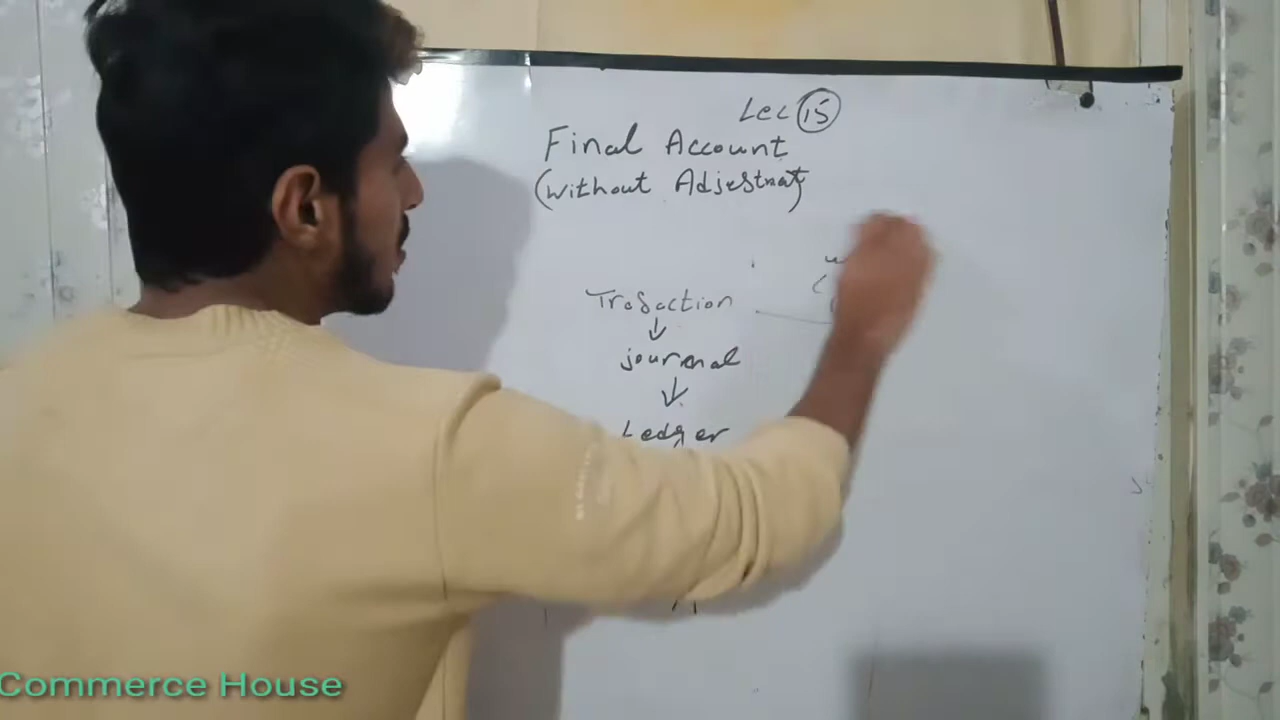 Lec 15
Final Account
(without Adjestmat)
Trasaction
journal
Ledger
Commerce House